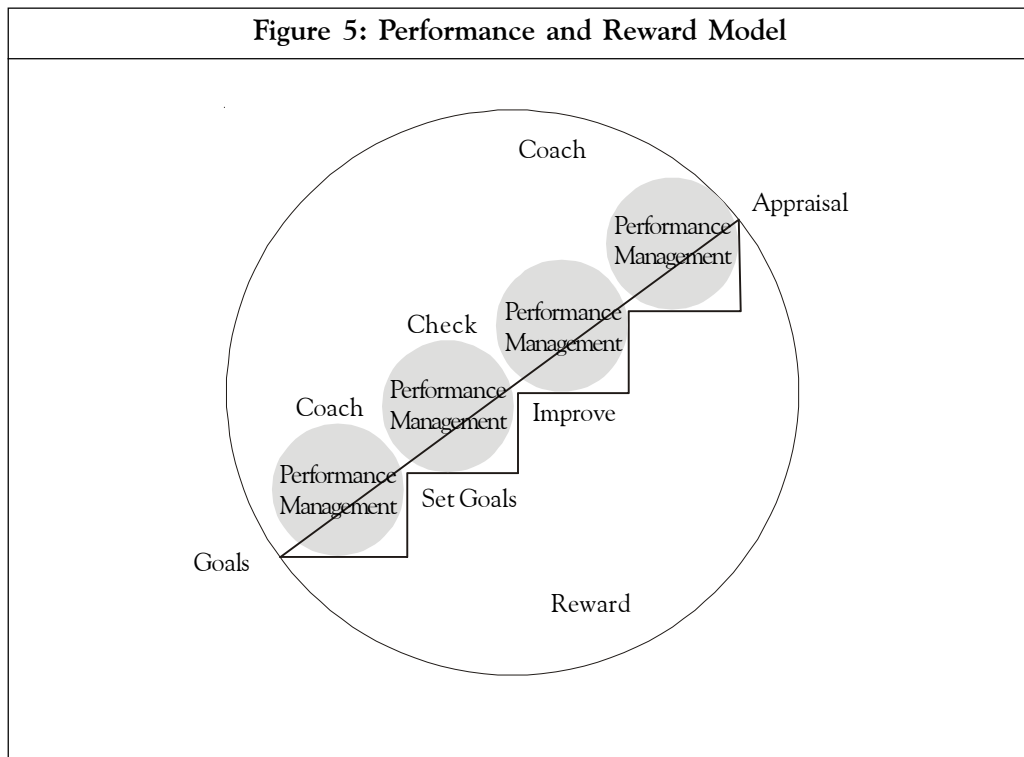 Figure 5: Performance and Reward Model
Coach
Appraisal
Performance
Management
Performance
Management
Check
Performance
Management
Improve
Coach
Performance
Management
Set Goals
Goals
Reward